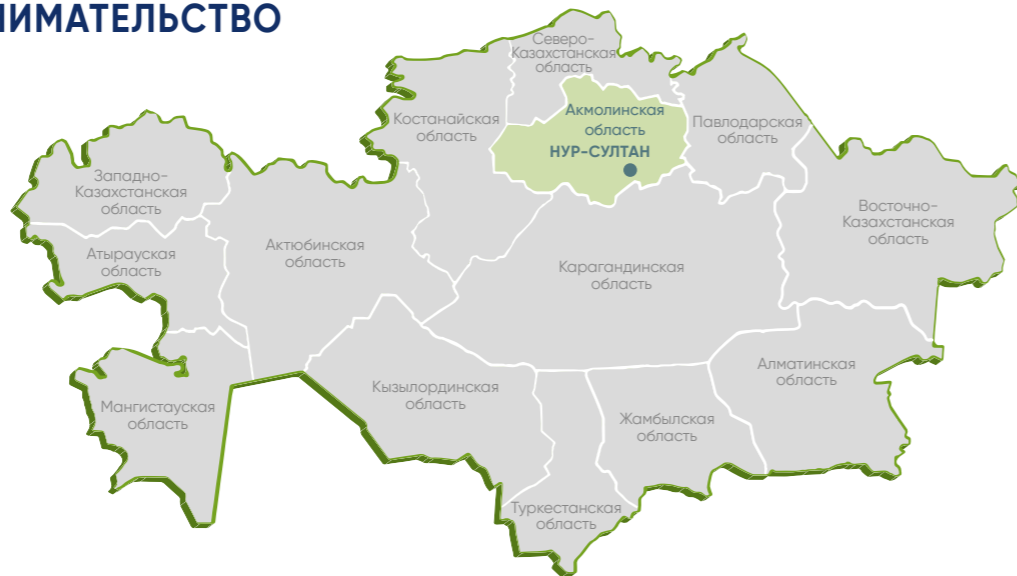 НИМАТЕЛЬСТВО
Северо-
Казахстанская
область
Костанайская
область
Акмолинская
область
НУР-СУЛТАН
Павлодарская
область
Западно-
Казахстанская
область
Восточно-
Казахстанская
область
Атырауская
область
Актюбинская
область
Карагандинская
область
Мангистауская
область
Кызылординская
область
Алматинская
область
Жамбылская
область
Туркестанская
область